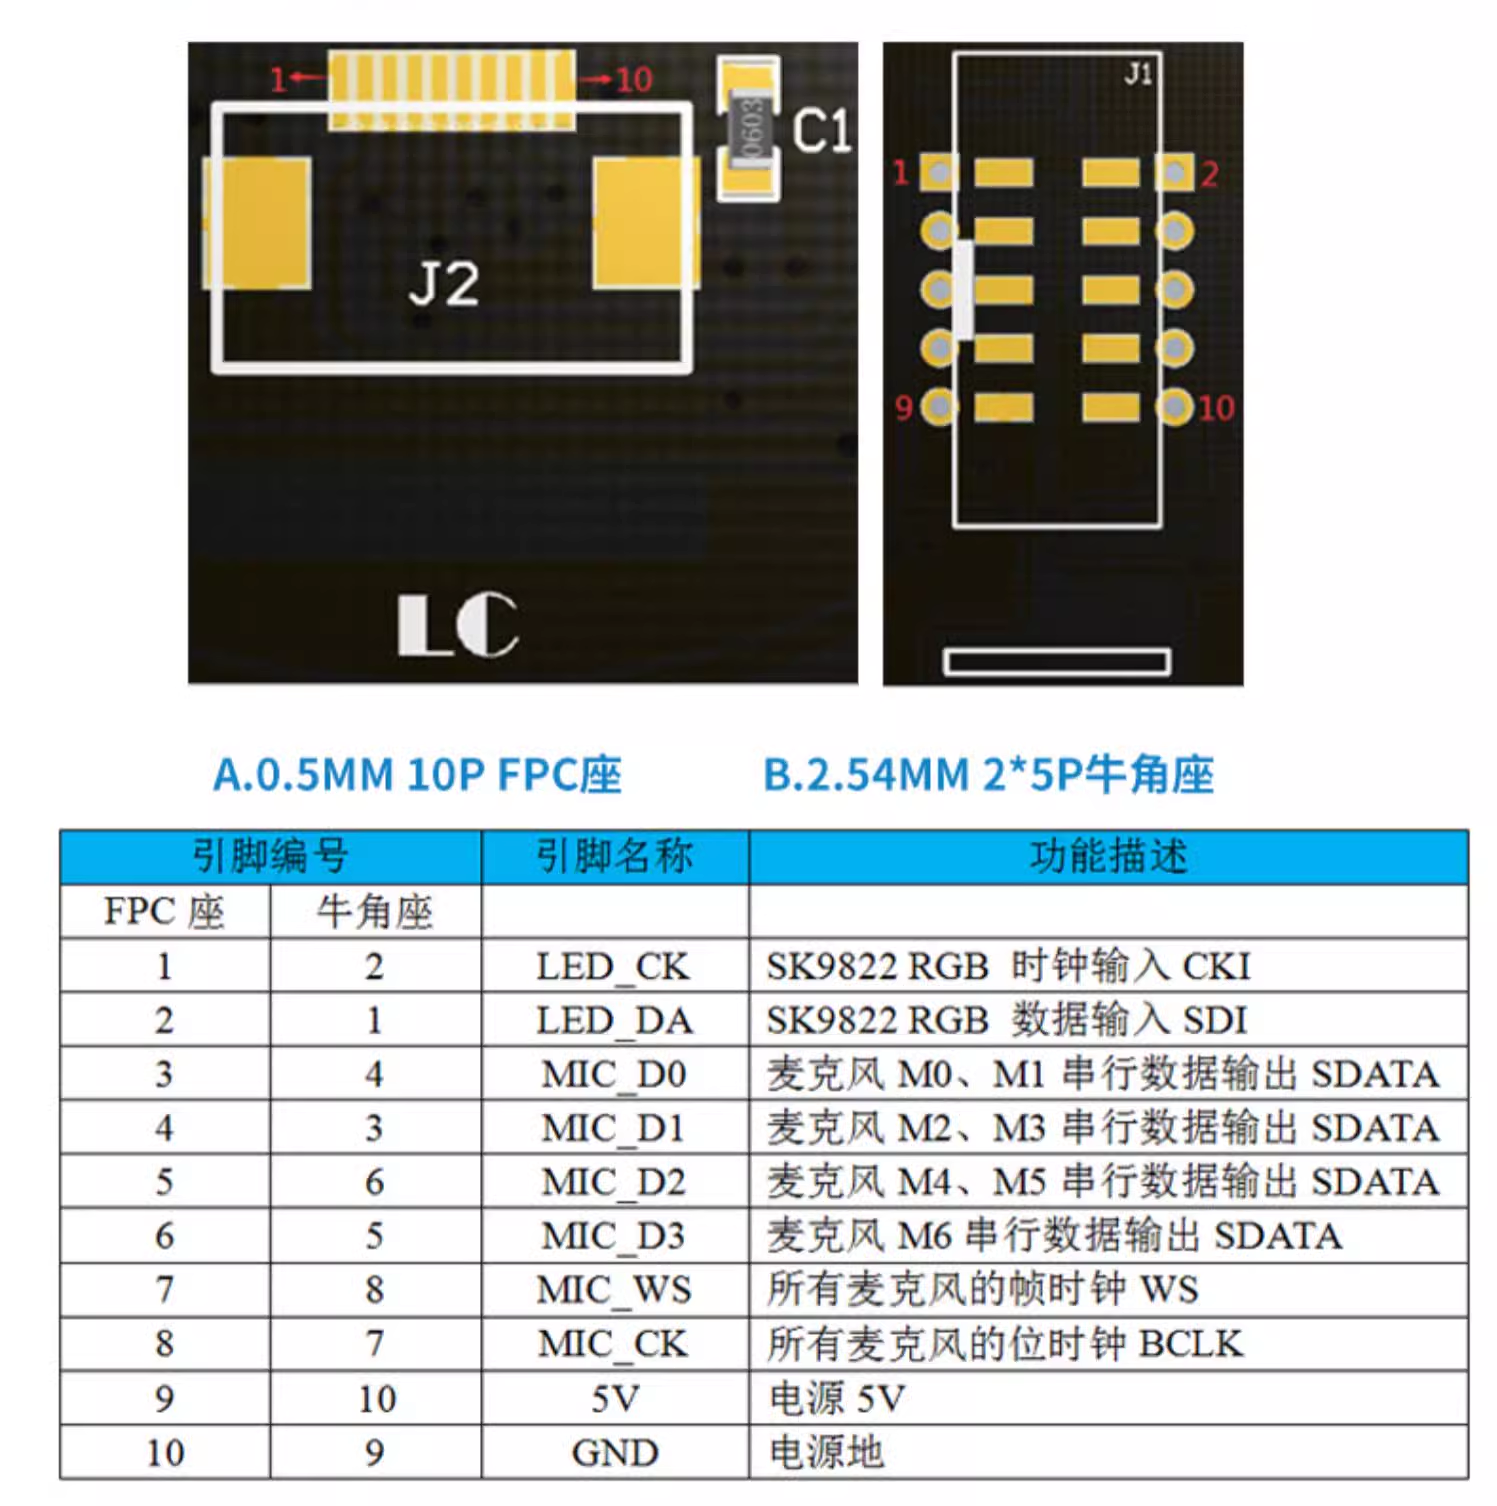 1 10
C1
0603
J2
LC
J1
1 2
9 10
A.0.5MM 10P FPC座 B.2.54MM 2*5P牛角座
引脚编号 引脚名称 功能描述
FPC 座 牛角座
1 2 LED_CK SK9822 RGB 时钟输入 CKI
2 1 LED_DA SK9822 RGB 数据输入 SDI
3 4 MIC_D0 麦克风 M0、M1 串行数据输出 SDATA
4 3 MIC_D1 麦克风 M2、M3 串行数据输出 SDATA
5 6 MIC_D2 麦克风 M4、M5 串行数据输出 SDATA
6 5 MIC_D3 麦克风 M6 串行数据输出 SDATA
7 8 MIC_WS 所有麦克风的帧时钟 WS
8 7 MIC_CK 所有麦克风的位时钟 BCLK
9 10 5V 电源 5V
10 9 GND 电源地